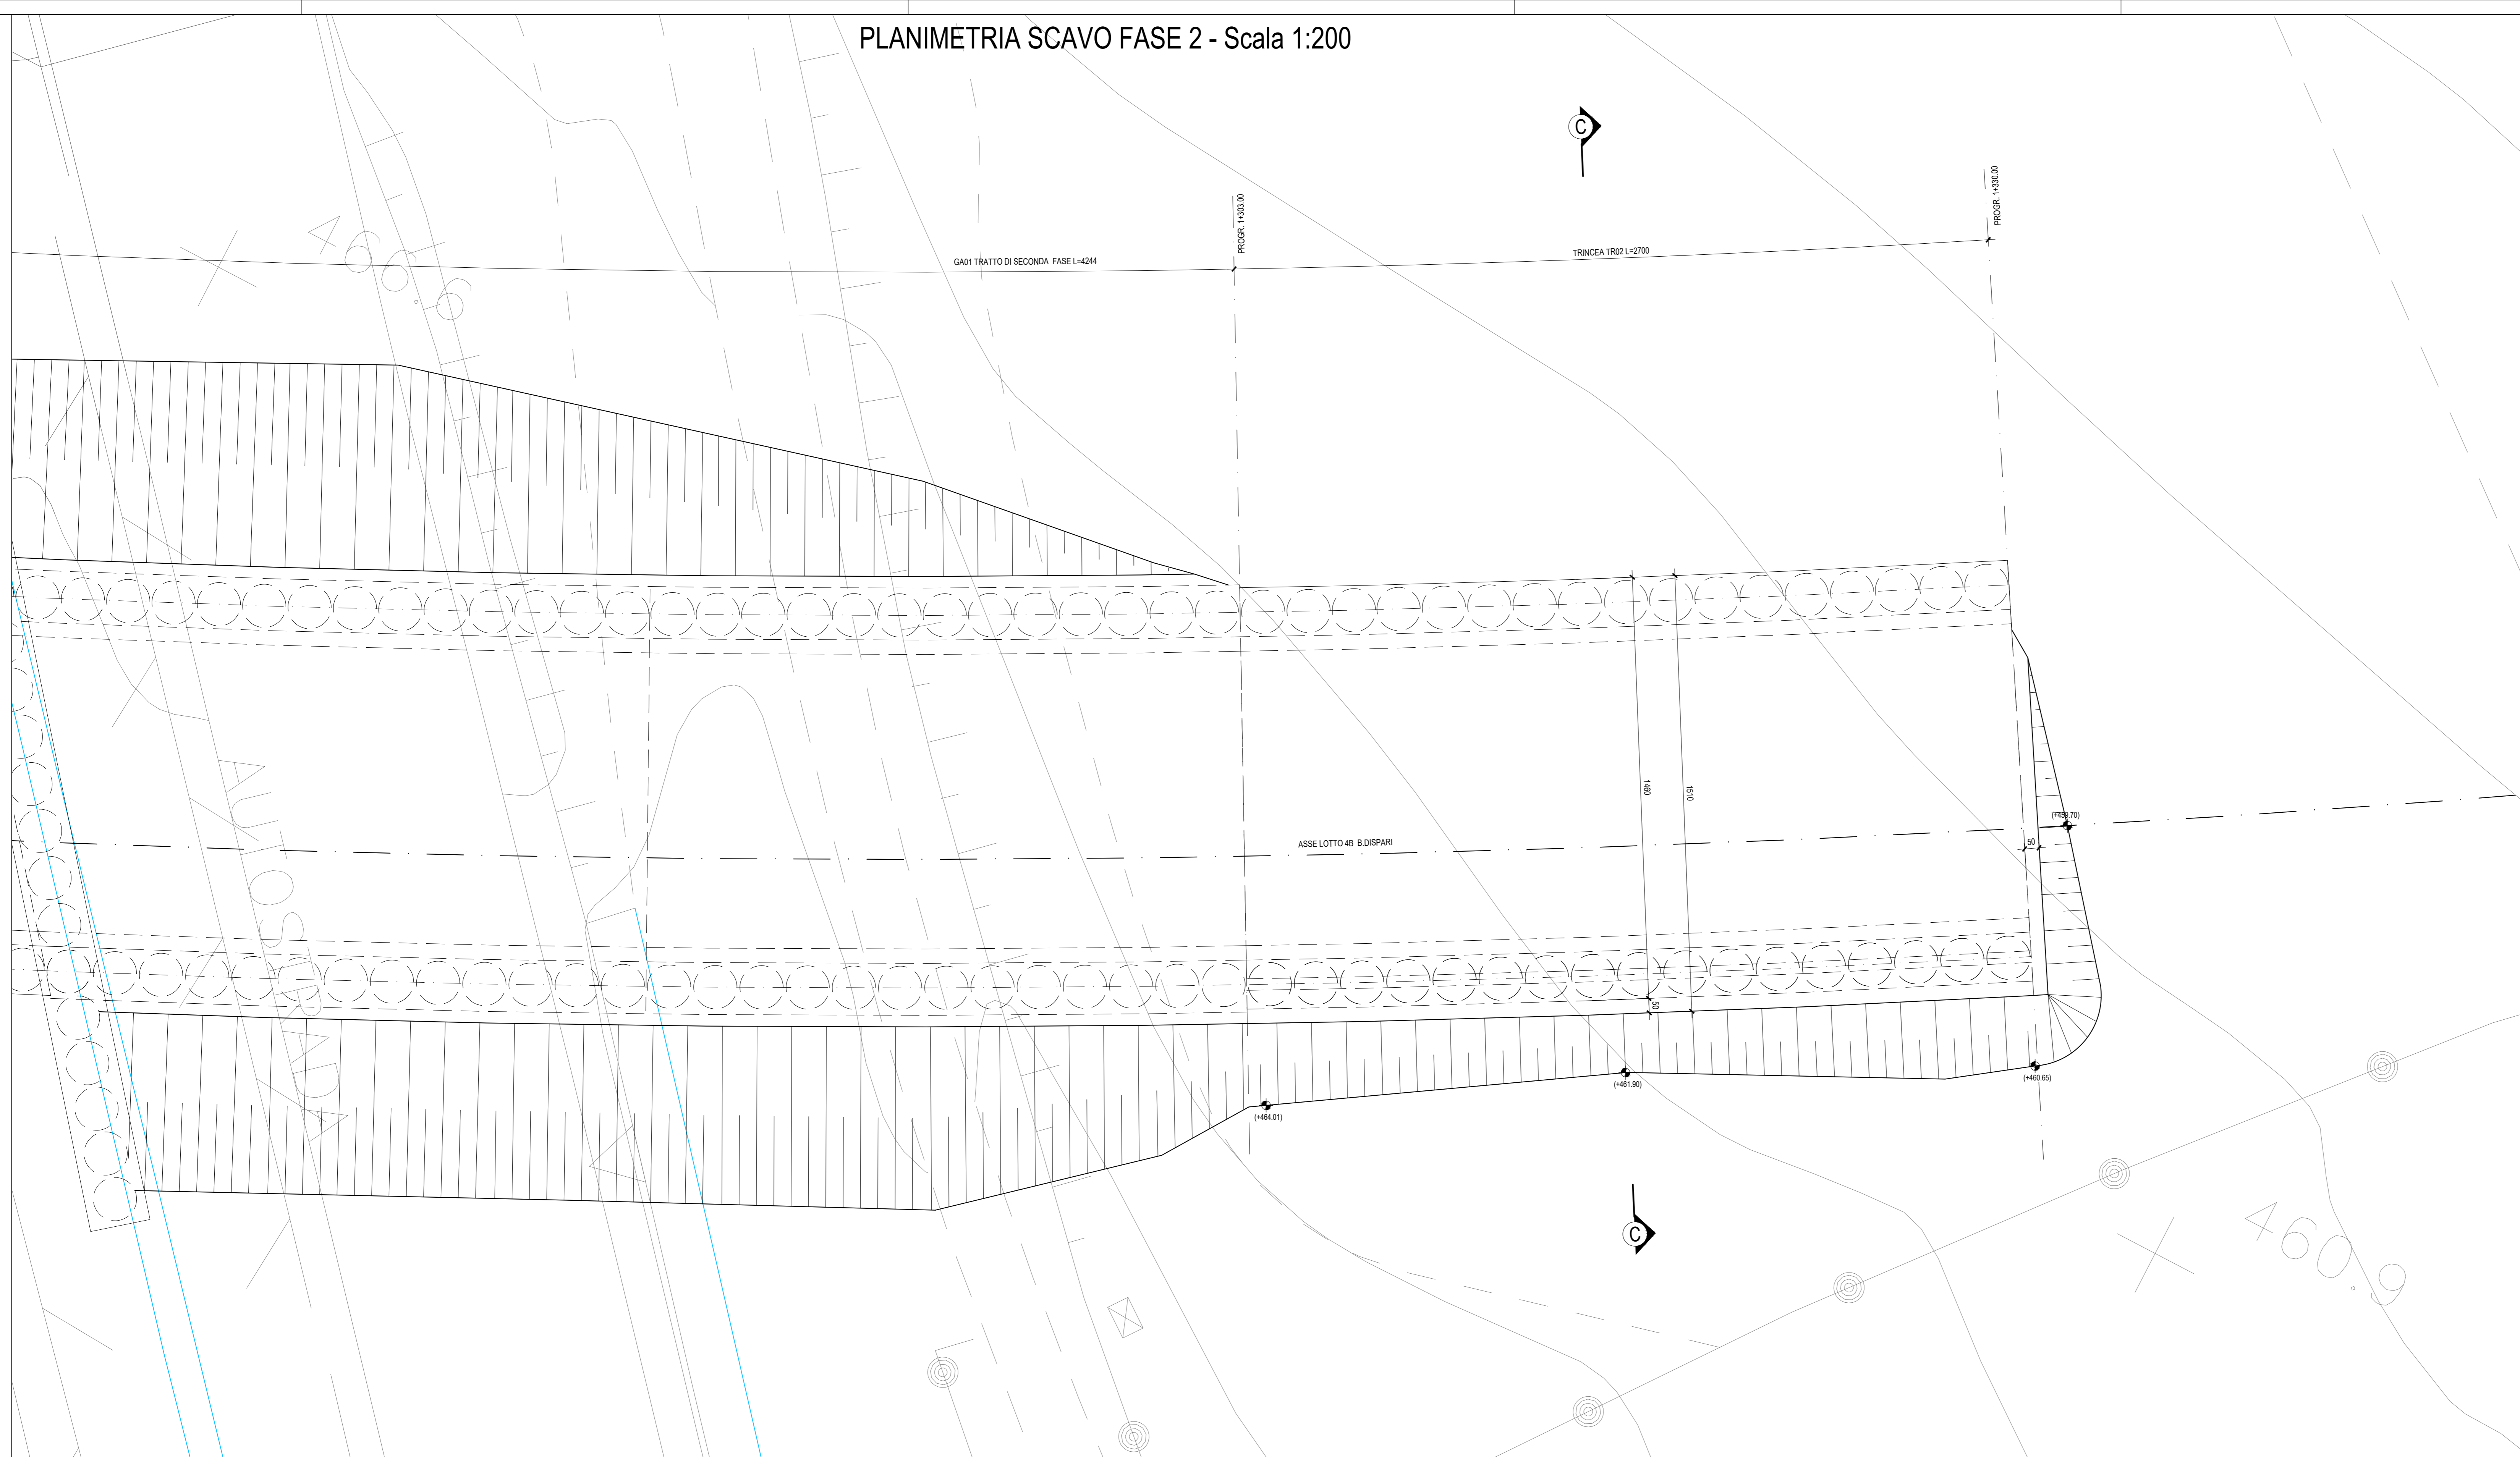 PLANIMETRIA SCAVO FASE 2 - Scala 1:200
C
PROGR. 1+303.00
PROGR. 1+330.00
466.6
GA01 TRATTO DI SECONDA FASE L=4244
TRINCEA TR02 L=2700
AUTOSTRADA
1460
1510
(+459.70)
50
ASSE LOTTO 4B B.DISPARI
50
(+464.01)
(+461.90)
(+460.65)
C
460.9